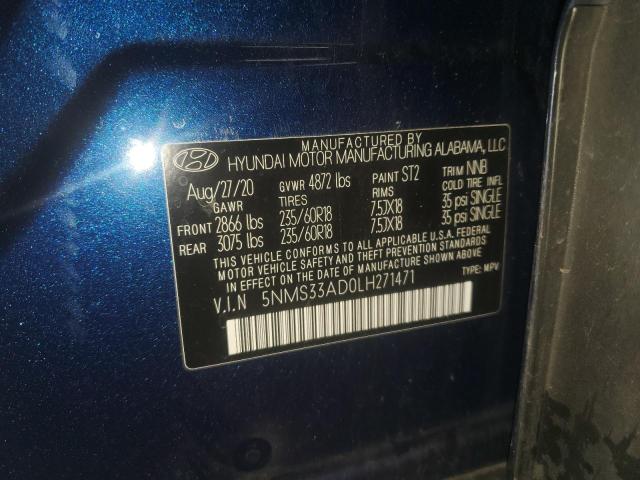 MANUFACTURED BY
HYUNDAI MOTOR MANUFACTURING ALABAMA, LLC
Aug/27/20 GVWR 4872 lbs PAINT ST2 TRIM NNB
GAWR TIRES RIMS COLD TIRE INFL
FRONT 2866 lbs 235/60R18 7.5JX18 35 psi SINGLE
REAR 3075 lbs 235/60R18 7.5JX18 35 psi SINGLE
THIS VEHICLE CONFORMS TO ALL APPLICABLE U.S.A. FEDERAL
MOTOR VEHICLE SAFETY, BUMPER, AND THEFT PREVENTION
STANDARDS IN EFFECT ON THE DATE OF MANUFACTURE SHOWN ABOVE.
V.I.N 5NMS33AD0LH271471 TYPE: MPV